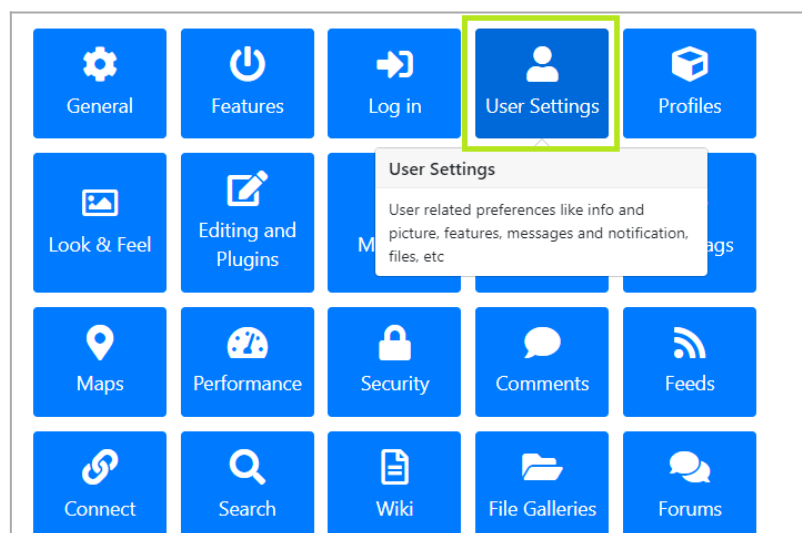 General
Features
Log in
User Settings
Profiles
User Settings
User related preferences like info and
picture, features, messages and notification,
files, etc
Look & Feel
Editing and
Plugins
Maps
Performance
Security
Comments
Feeds
Connect
Search
Wiki
File Galleries
Forums